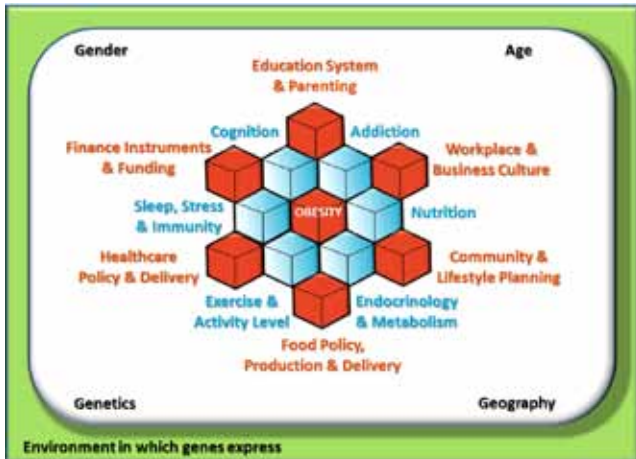 Gender
Age
Education System
& Parenting
Cognition
Addiction
Finance Instruments
& Funding
Workplace &
Business Culture
Sleep, Stress
& Immunity
OBESITY
Nutrition
Healthcare
Policy & Delivery
Community &
Lifestyle Planning
Exercise &
Activity Level
Endocrinology
& Metabolism
Food Policy,
Production & Delivery
Genetics
Geography
Environment in which genes express